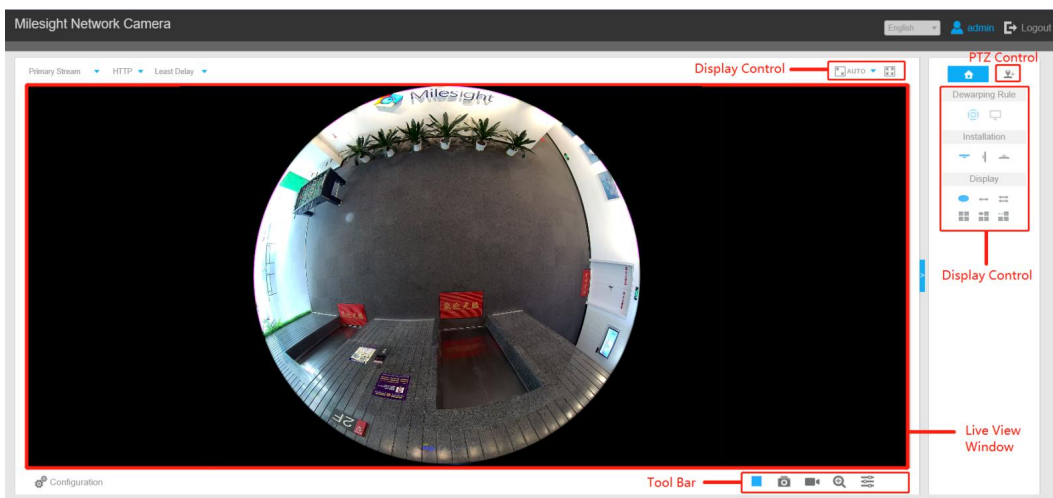 Milesight Network Camera
English
admin
Logout
Primary Stream
HTTP
Least Delay
Display Control
AUTO
PTZ Control
Dewarping Rule
Installation
Display
Display Control
Milesight
2F
Live View
Window
Configuration
Tool Bar